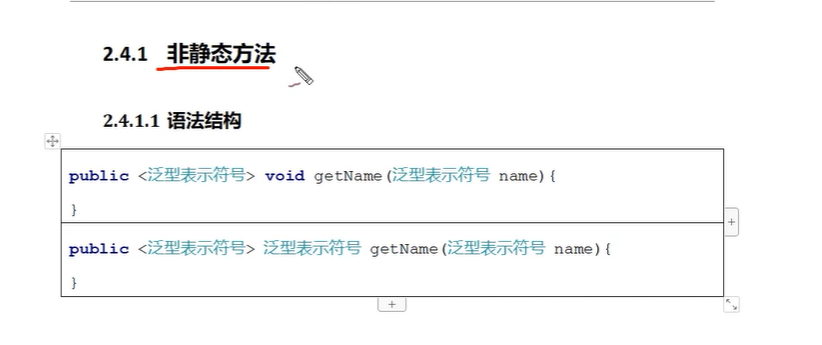 2.4.1 非静态方法
2.4.1.1 语法结构
public <泛型表示符号> void getName(泛型表示符号 name){
}
public <泛型表示符号> 泛型表示符号 getName(泛型表示符号 name){
}